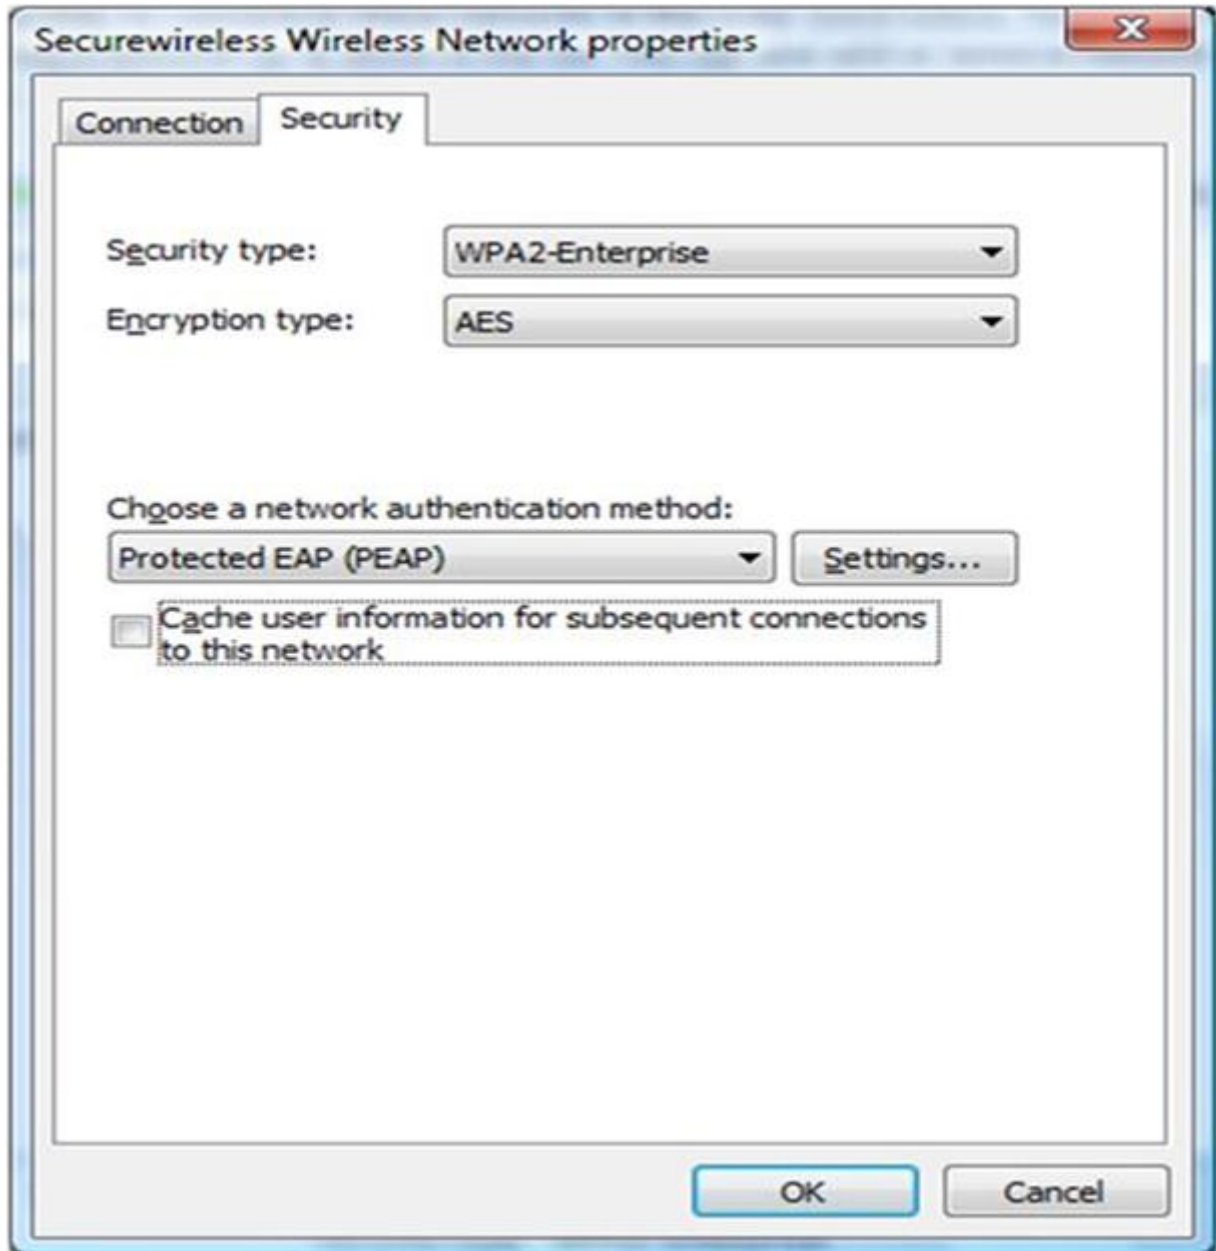 Securewireless Wireless Network properties
Connection Security
Security type: WPA2-Enterprise
Encryption type: AES
Choose a network authentication method:
Protected EAP (PEAP) Settings...
Cache user information for subsequent connections
to this network
OK Cancel